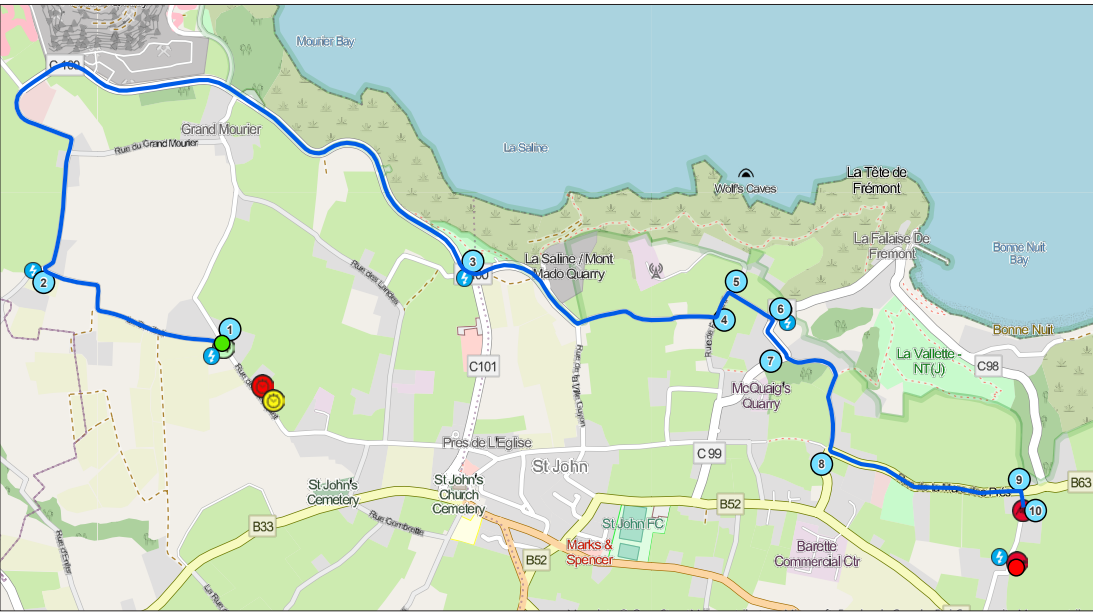 Mourier Bay
C 100
Grand Mourier
Rue du Grand Mourier
La Saline
Wolf's Caves
La Tête de
Frémont
La Falaise De
Fremont
Bonne Nuit
Bay
3
La Saline / Mont
Mado Quarry
2
Rue des Landes
5
4
6
1
Bonne Nuit
La Vallette -
NT(J)
C98
7
C101
McQuaig's
Quarry
Pres de L'Eglise
C 99
St John
8
St John's
Cemetery
St John's
Church
Cemetery
9
B63
B52
10
B33
Rue Gombrette
St John FC
Marks &
Spencer
B52
Barette
Commercial Ctr
Rue d'Enfer